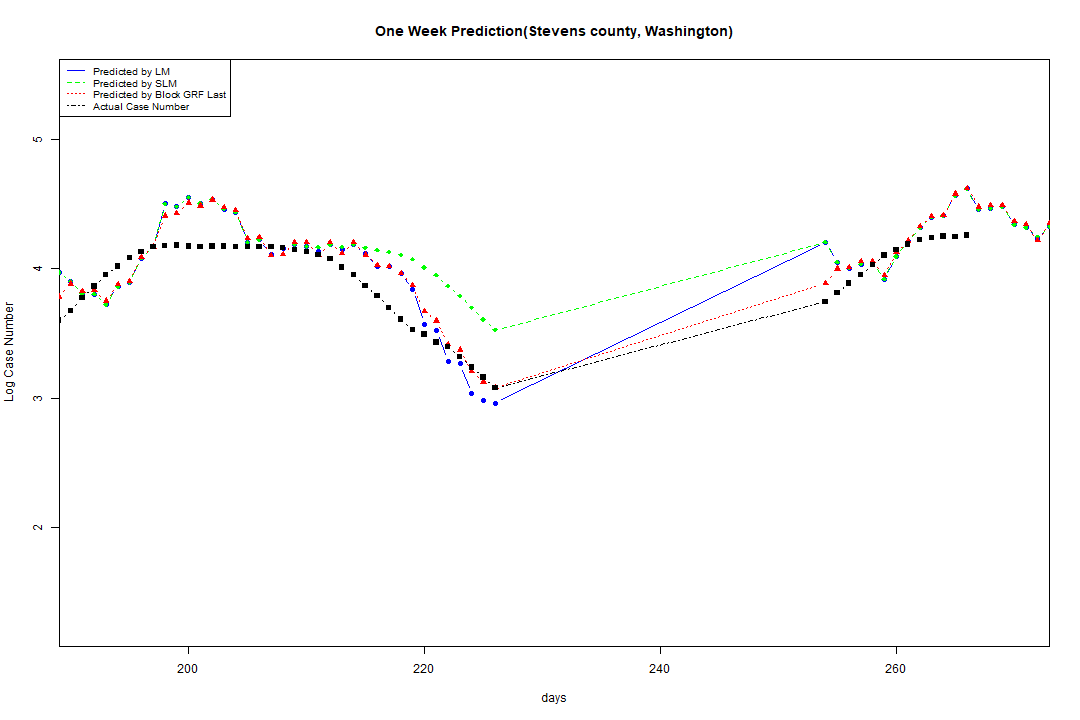 One Week Prediction(Stevens county, Washington)
Predicted by LM
Predicted by SLM
Predicted by Block GRF Last
Actual Case Number
5
4
3
2
Log Case Number
200 220 240 260
days